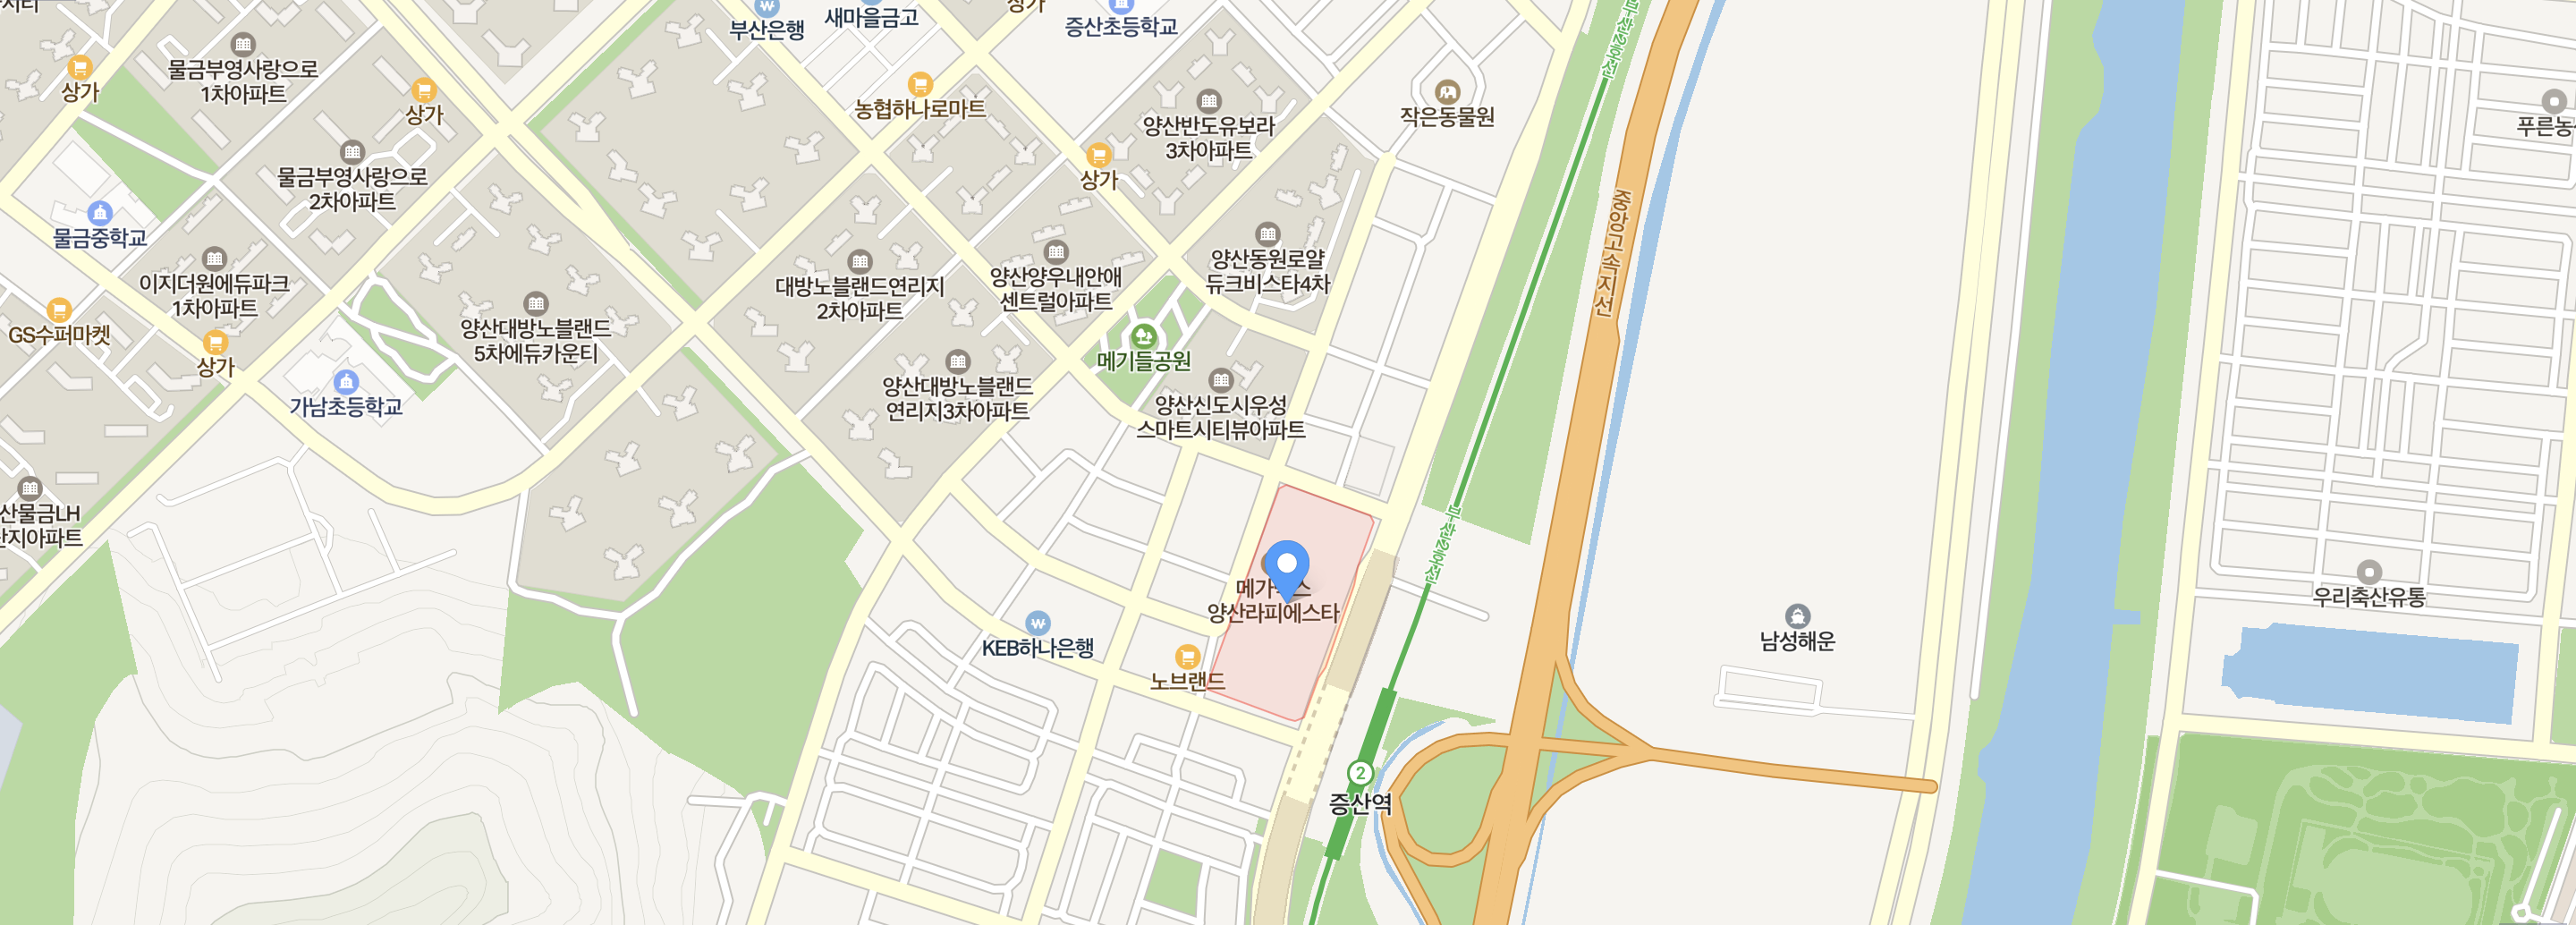 부산은행
새마을금고
상가
증산초등학교
물금부영사랑으로
1차아파트
상가
상가
농협하나로마트
양산반도유보라
3차아파트
작은동물원
부산2호선
푸른농
물금부영사랑으로
2차아파트
상가
물금중학교
중앙고속지선
이지더원에듀파크
1차아파트
대방노블랜드연리지
2차아파트
양산양우내안애
센트럴아파트
양산동원로얄
듀크비스타4차
GS수퍼마켓
상가
양산대방노블랜드
5차에듀카운티
메기들공원
가남초등학교
양산대방노블랜드
연리지3차아파트
양산신도시우성
스마트시티뷰아파트
산물금LH
단지아파트
부산2호선
양산라피에스타
우리축산유통
KEB하나은행
남성해운
노브랜드
2
증산역